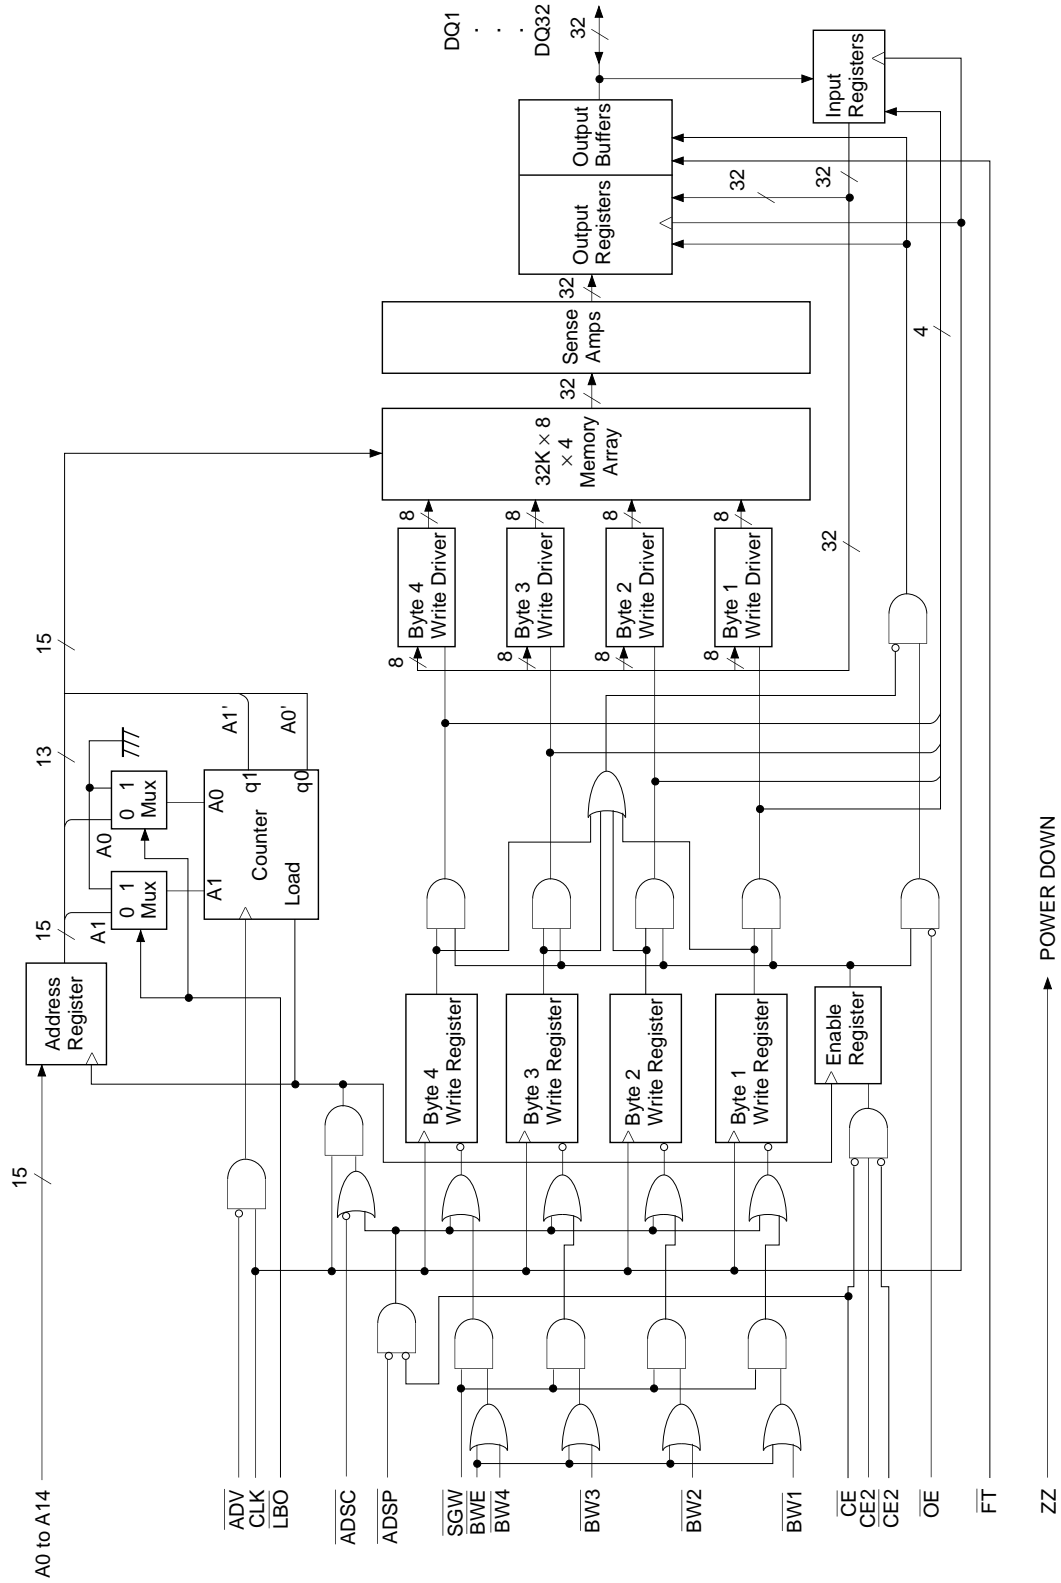 A0 to A14
15
Address
Register
15
13
15
A1
0 1
Mux
A0
0 1
Mux
A1
A0
Counter
Load
q1
q0
A1'
A0'
ADV
CLK
LBO
ADSC
ADSP
SGW
BWE
BW4
BW3
BW2
BW1
CE
CE2
CE2
OE
FT
ZZ
POWER DOWN
Byte 4
Write Register
Byte 3
Write Register
Byte 2
Write Register
Byte 1
Write Register
Enable
Register
8
Byte 4
Write Driver
8
8
Byte 3
Write Driver
8
8
Byte 2
Write Driver
8
8
Byte 1
Write Driver
8
32
4
32K × 8
× 4
Memory
Array
32
Sense
Amps
32
Output
Registers
Output
Buffers
32
32
Input
Registers
DQ1
. . .
DQ32
32